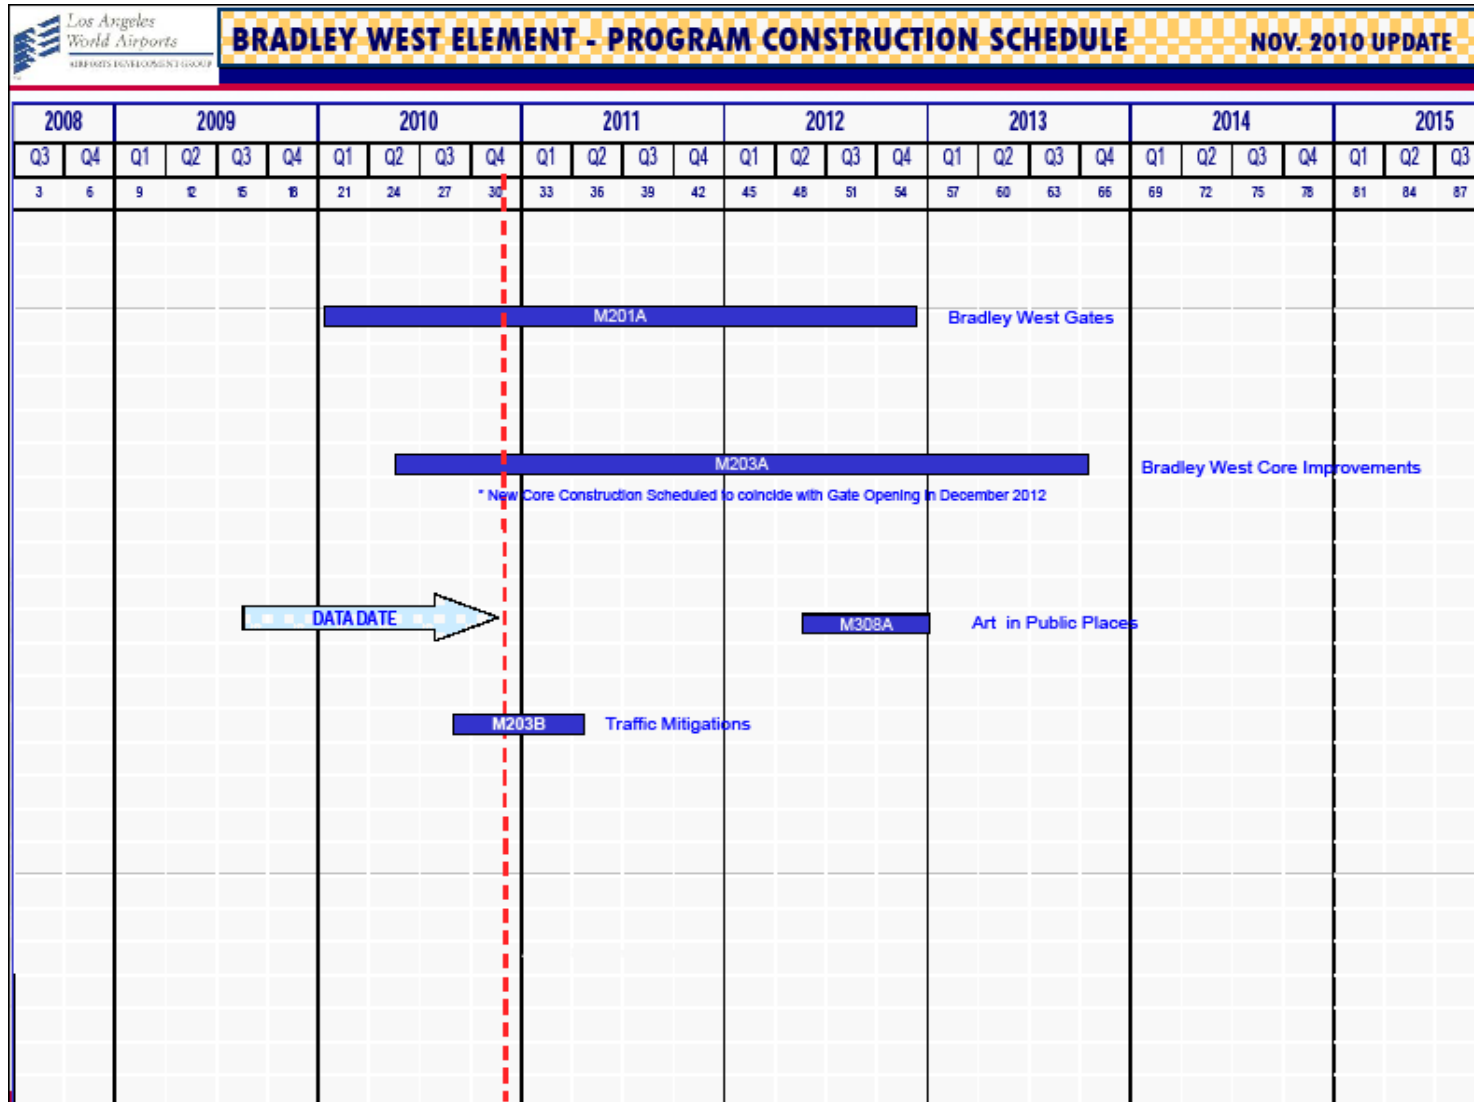 Los Angeles
World Airports
AIRPORTS DEVELOPMENT GROUP
BRADLEY WEST ELEMENT - PROGRAM CONSTRUCTION SCHEDULE
NOV. 2010 UPDATE
2008 2009 2010 2011 2012 2013 2014 2015
Q3 Q4 Q1 Q2 Q3 Q4 Q1 Q2 Q3 Q4 Q1 Q2 Q3 Q4 Q1 Q2 Q3 Q4 Q1 Q2 Q3 Q4 Q1 Q2 Q3 Q4 Q1 Q2 Q3
3 6 9 12 15 18 21 24 27 30 33 36 39 42 45 48 51 54 57 60 63 66 69 72 75 78 81 84 87
M201A Bradley West Gates
M203A Bradley West Core Improvements
* New Core Construction Scheduled to coincide with Gate Opening in December 2012
DATA DATE
M308A Art in Public Places
M203B Traffic Mitigations